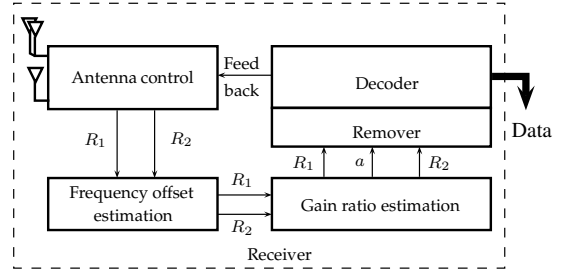 Antenna control
Feed
back
Decoder
Remover
Data
R1
R2
R1
a
R2
Frequency offset
estimation
R1
R2
Gain ratio estimation
Receiver